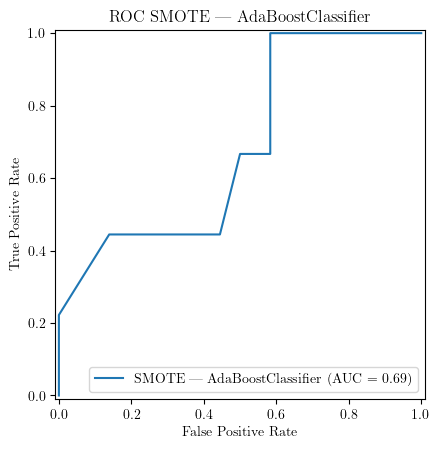 ROC SMOTE — AdaBoostClassifier
1.0
0.8
0.6
0.4
0.2
0.0
True Positive Rate
SMOTE — AdaBoostClassifier (AUC = 0.69)
0.0 0.2 0.4 0.6 0.8 1.0
False Positive Rate